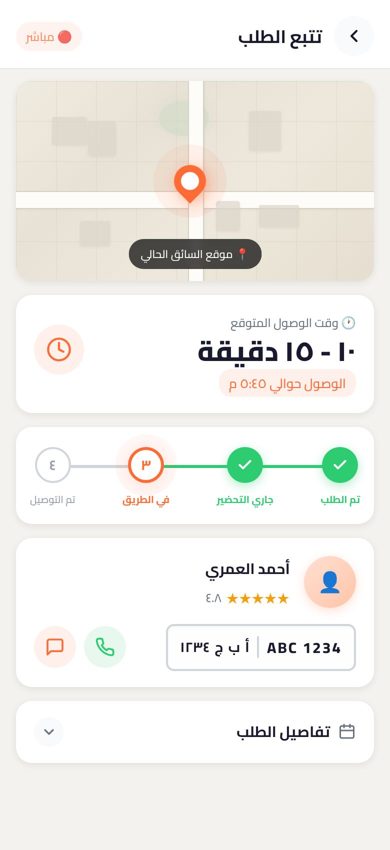 تتبع الطلب
مباشر
موقع السائق الحالي
وقت الوصول المتوقع
١٠ - ١٥ دقيقة
الوصول حوالي ٥:٤٥ م
٣
٤
تم الطلب
جاري التحضير
في الطريق
تم التوصيل
أحمد العمري
★★★★★ ٤.٨
ABC 1234 | أ ب ج ١٢٣٤
تفاصيل الطلب